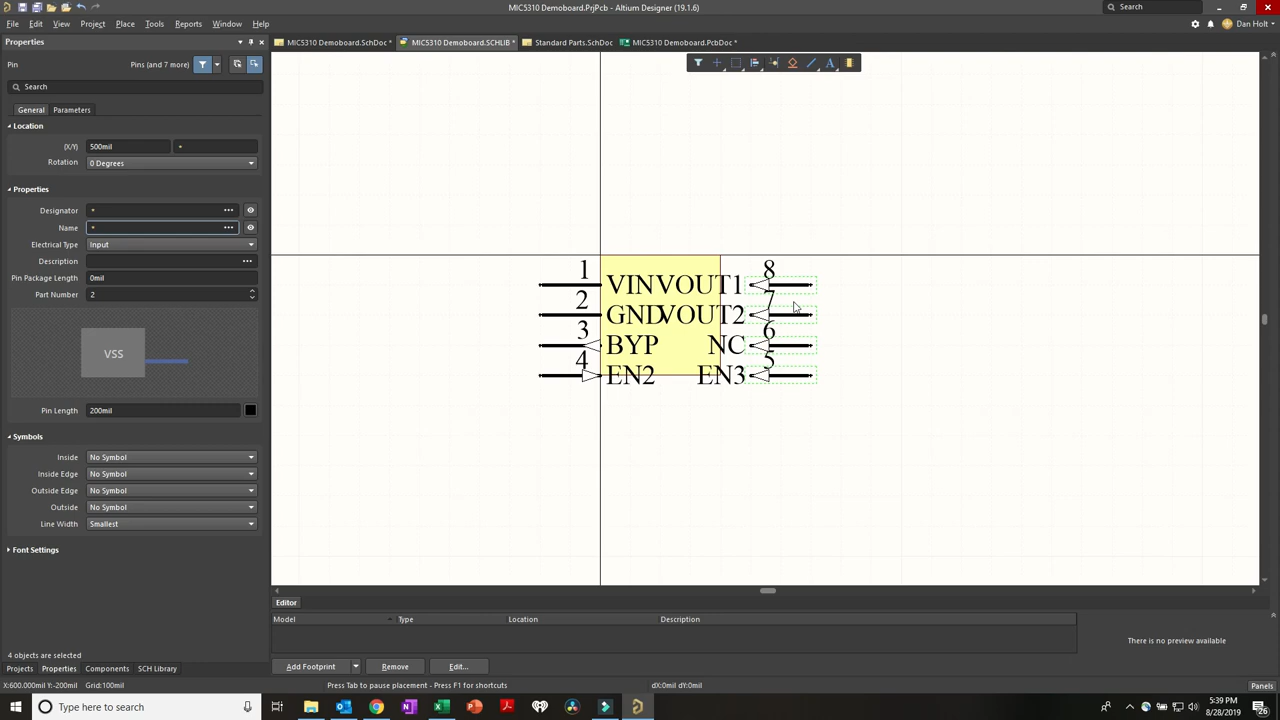 MIC5310 Demoboard.PrjPcb - Altium Designer (19.1.6)
Search
File Edit View Project Place Tools Reports Window Help
Dan Holt
Properties
MIC5310 Demoboard.SchDoc *
MIC5310 Demoboard.SCHLIB *
Standard Parts.SchDoc
MIC5310 Demoboard.PcbDoc *
Pin
Pins (and 7 more)
Search
General
Parameters
Location
(X/Y) 500mil *
Rotation 0 Degrees
Properties
Designator * ...
Name * ...
Electrical Type Input
Description ...
Pin Package Length 0mil
Part Number 2
VSS
Pin Length 200mil
Symbols
Inside No Symbol
Inside Edge No Symbol
Outside Edge No Symbol
Outside No Symbol
Line Width Smallest
Font Settings
1 VIN VOUT1 8
2 GND VOUT2 7
3 BYP NC 6
4 EN2 EN3 5
Editor
Model Type Location Description
There is no preview available
Add Footprint
Remove
Edit...
4 objects are selected
Projects Properties Components SCH Library
X:600.000mil Y:-200mil Grid:100mil
Press Tab to pause placement - Press F1 for shortcuts
dX:0mil dY:0mil
Panels
Type here to search
5:39 PM
8/28/2019
26